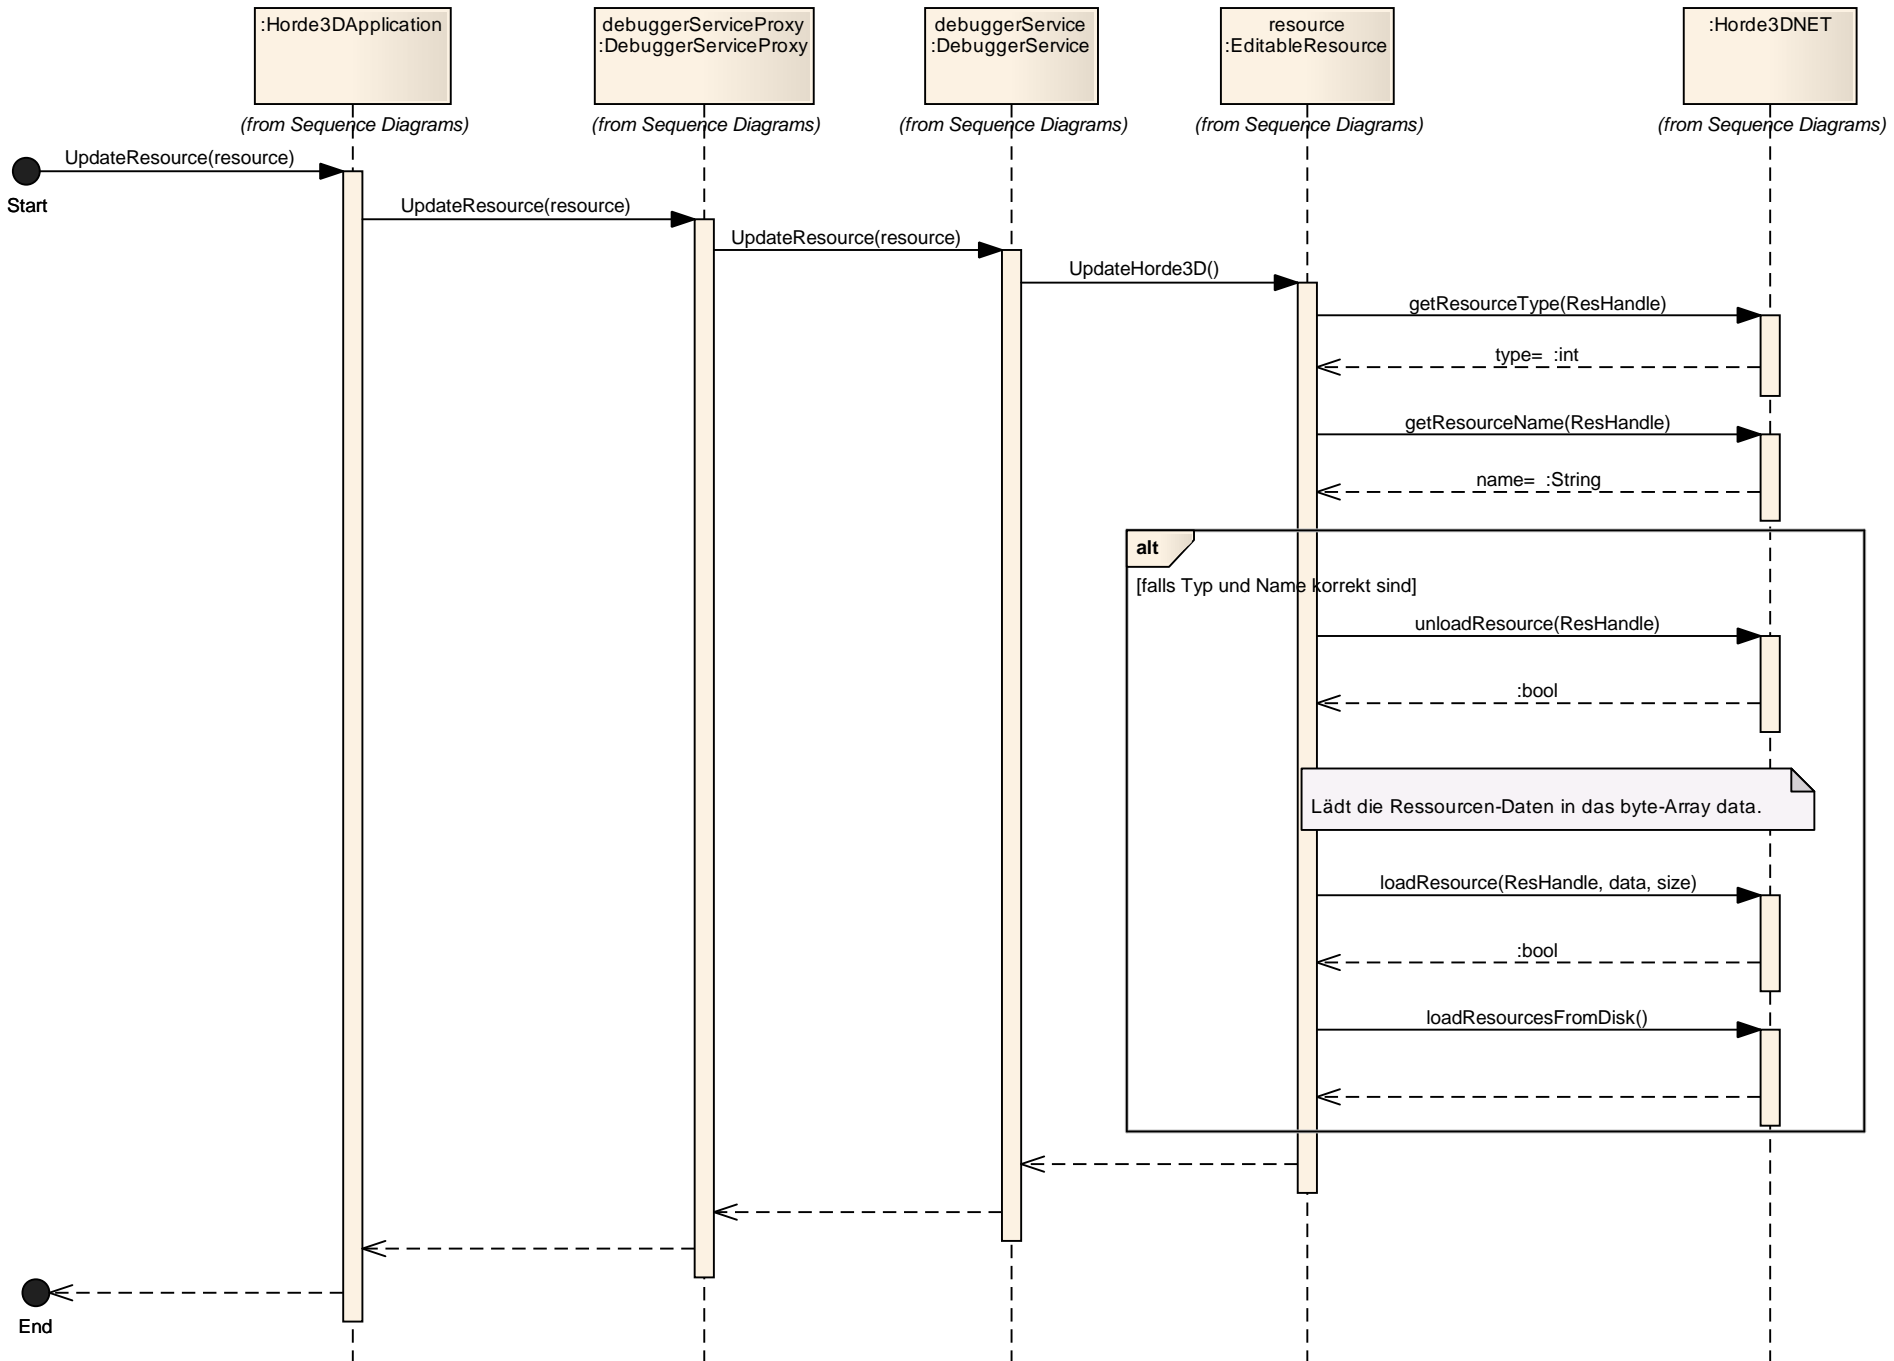 :Horde3DApplication
debuggerServiceProxy
:DebuggerServiceProxy
debuggerService
:DebuggerService
resource
:EditableResource
:Horde3DNET
(from Sequence Diagrams)
(from Sequence Diagrams)
(from Sequence Diagrams)
(from Sequence Diagrams)
(from Sequence Diagrams)
UpdateResource(resource)
Start
UpdateResource(resource)
UpdateResource(resource)
UpdateHorde3D()
getResourceType(ResHandle)
type=  :int
getResourceName(ResHandle)
name=  :String
alt
[falls Typ und Name korrekt sind]
unloadResource(ResHandle)
:bool
Lädt die Ressourcen-Daten in das byte-Array data.
loadResource(ResHandle, data, size)
:bool
loadResourcesFromDisk()
End